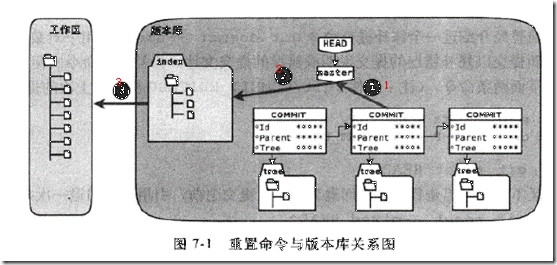 工作区
版本库
index
HEAD
master
3
2
1
1.
COMMIT
Id *****
Parent *****
Tree *****
COMMIT
Id *****
Parent *****
Tree *****
COMMIT
Id *****
Parent *****
Tree *****
tree
tree
tree
图 7-1 重置命令与版本库关系图